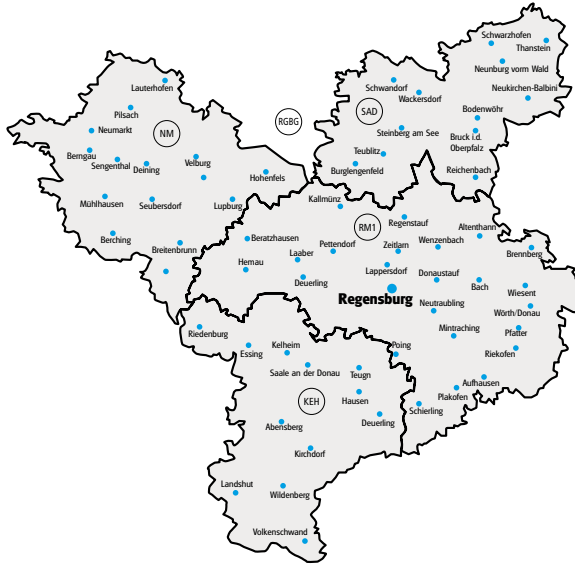 Schwarzhofen
Thanstein
Neunburg vorm Wald
Lauterhofen
Schwandorf
Wackersdorf
Neukirchen-Balbini
Pilsach
RGBG
SAD
Bodenwöhr
Neumarkt
NM
Steinberg am See
Bruck i.d.
Oberpfalz
Berngau
Sengenthal
Deining
Velburg
Teublitz
Burglengenfeld
Hohenfels
Reichenbach
Mühlhausen
Seubersdorf
Lupburg
Kallmünz
RM1
Regenstauf
Altenthann
Berching
Breitenbrunn
Beratzhausen
Pettendorf
Zeitlarn
Wenzenbach
Brennberg
Hemau
Laaber
Lappersdorf
Deuerling
Donaustauf
Bach
Wiesent
Regensburg
Neutraubling
Wörth/Donau
Riedenburg
Mintraching
Pfatter
Essing
Kelheim
Poing
Riekofen
Saale an der Donau
Teugn
Aufhausen
KEH
Hausen
Plakofen
Schierling
Abensberg
Deuerling
Kirchdorf
Landshut
Wildenberg
Volkenschwand